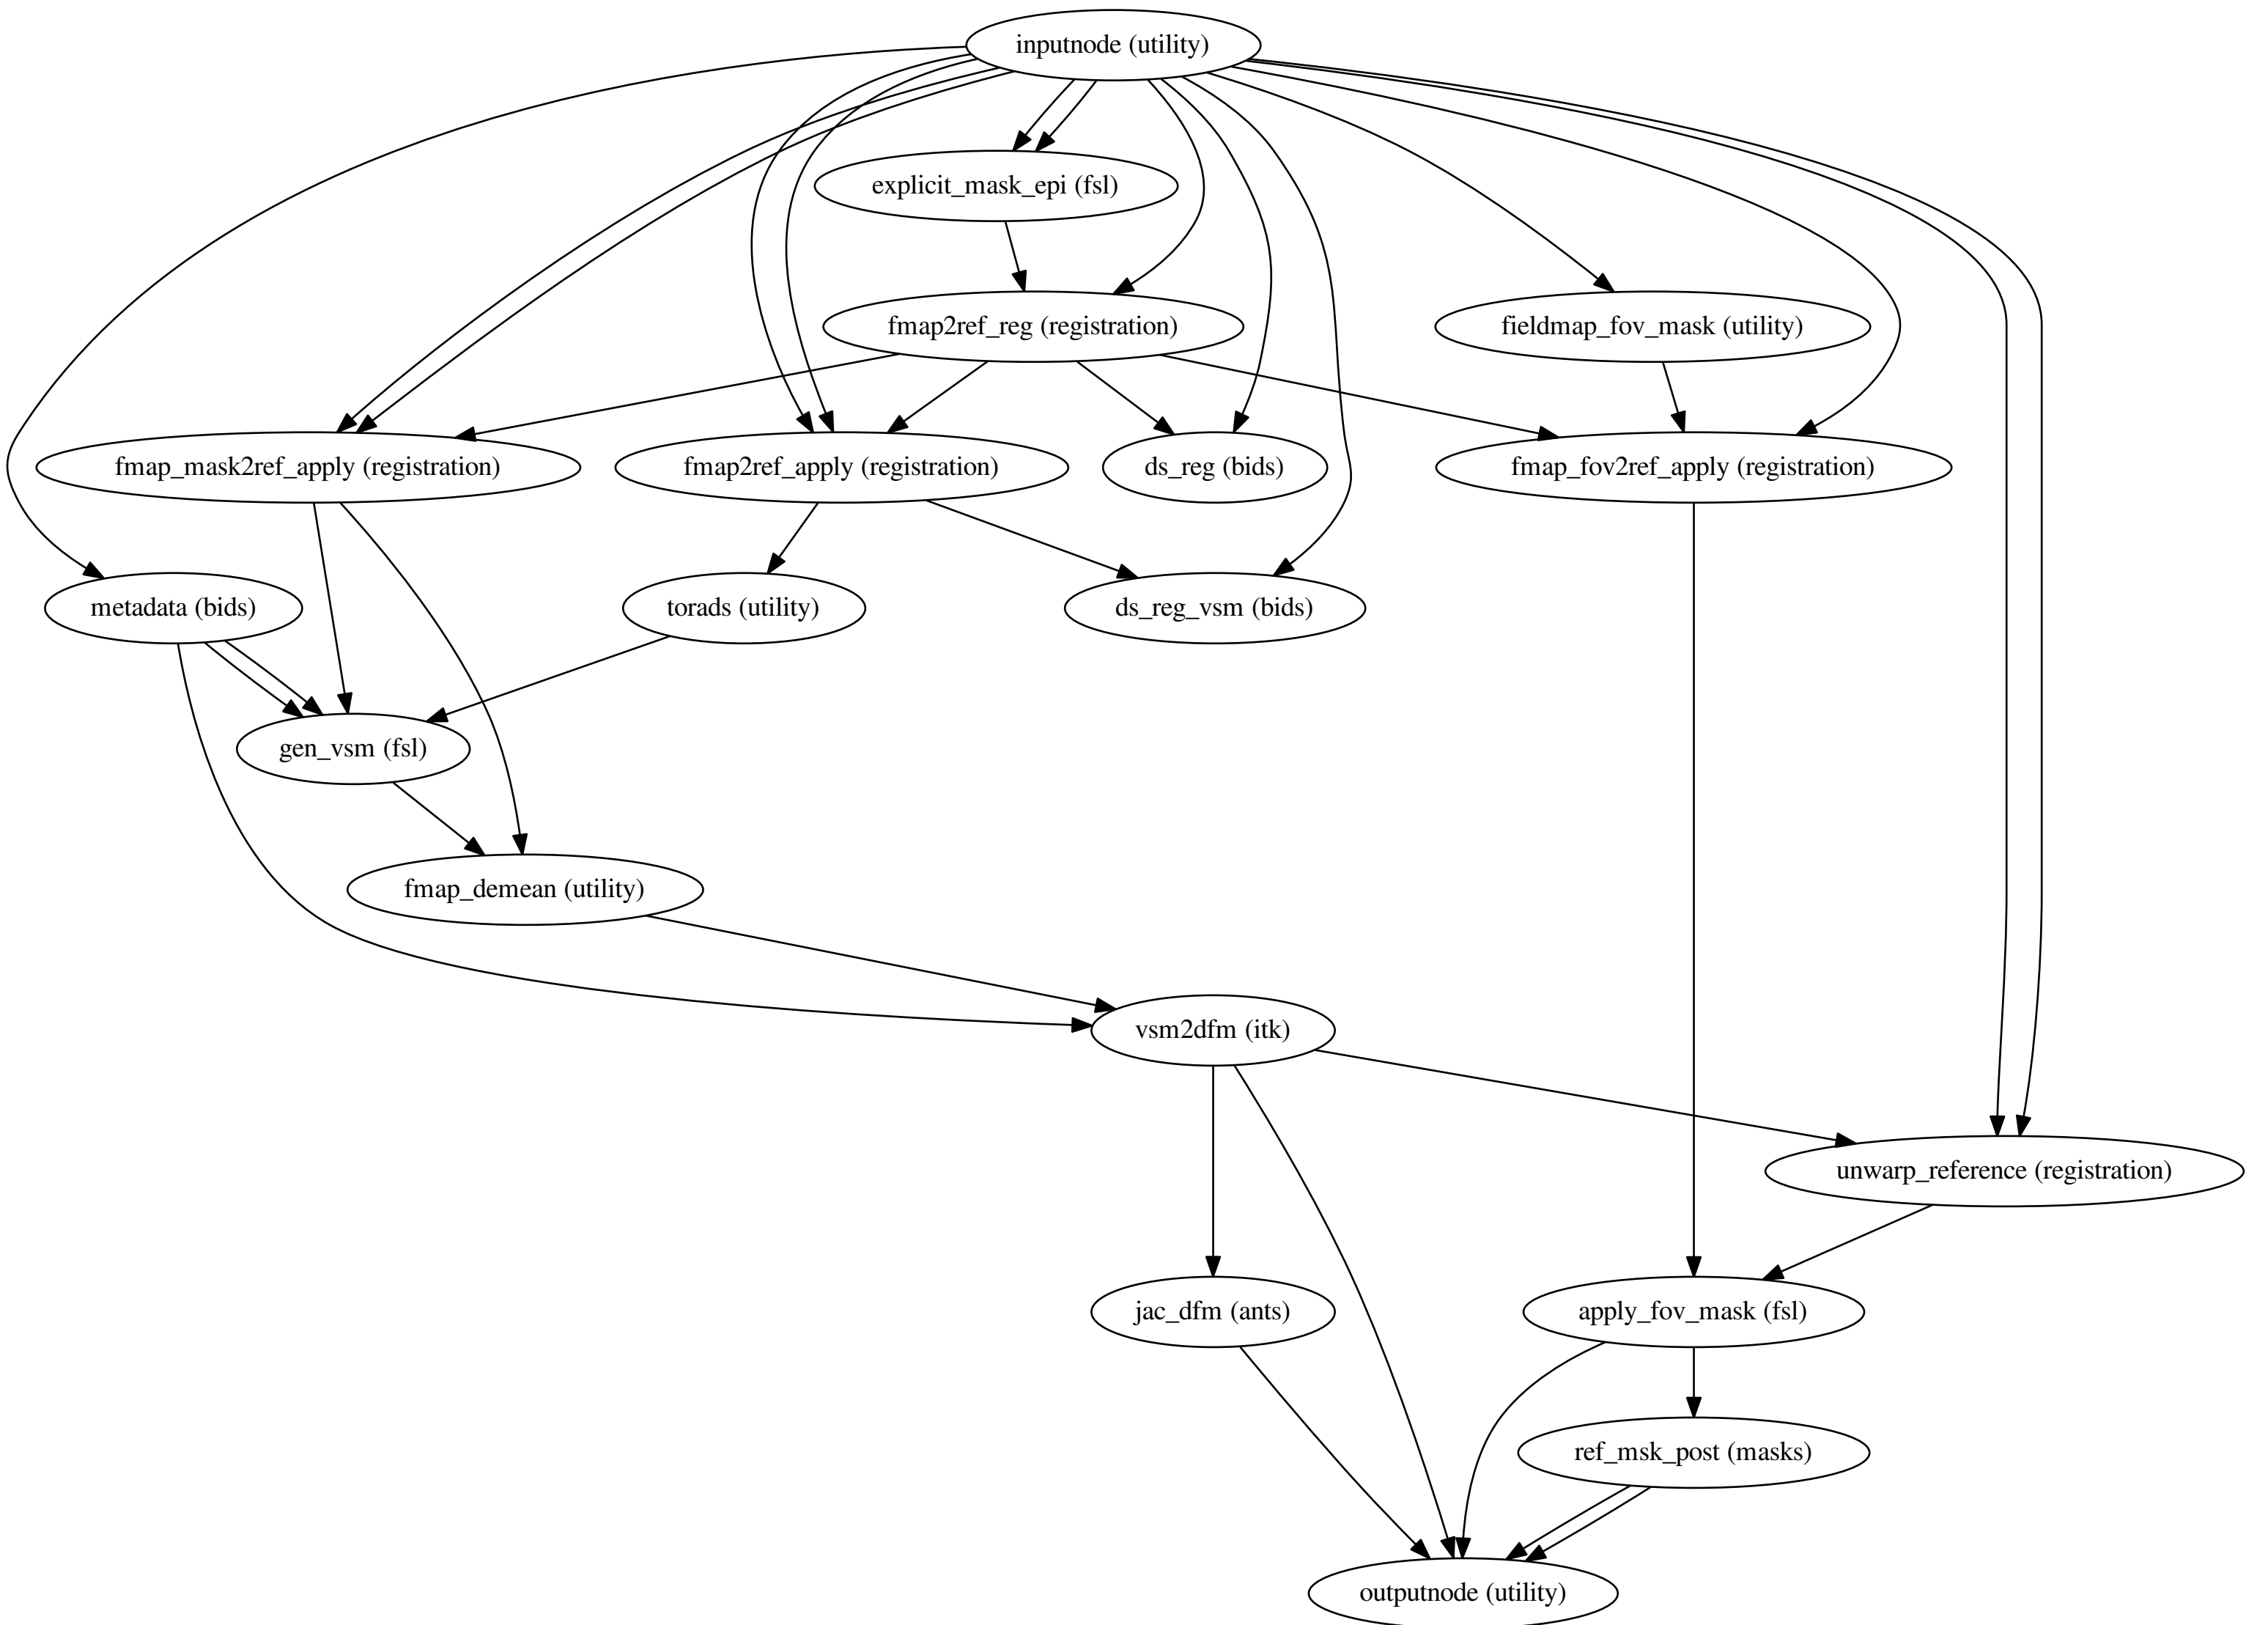 inputnode (utility)
explicit_mask_epi (fsl)
fmap2ref_reg (registration)
fieldmap_fov_mask (utility)
fmap_mask2ref_apply (registration)
fmap2ref_apply (registration)
ds_reg (bids)
fmap_fov2ref_apply (registration)
metadata (bids)
torads (utility)
ds_reg_vsm (bids)
gen_vsm (fsl)
fmap_demean (utility)
vsm2dfm (itk)
unwarp_reference (registration)
jac_dfm (ants)
apply_fov_mask (fsl)
ref_msk_post (masks)
outputnode (utility)